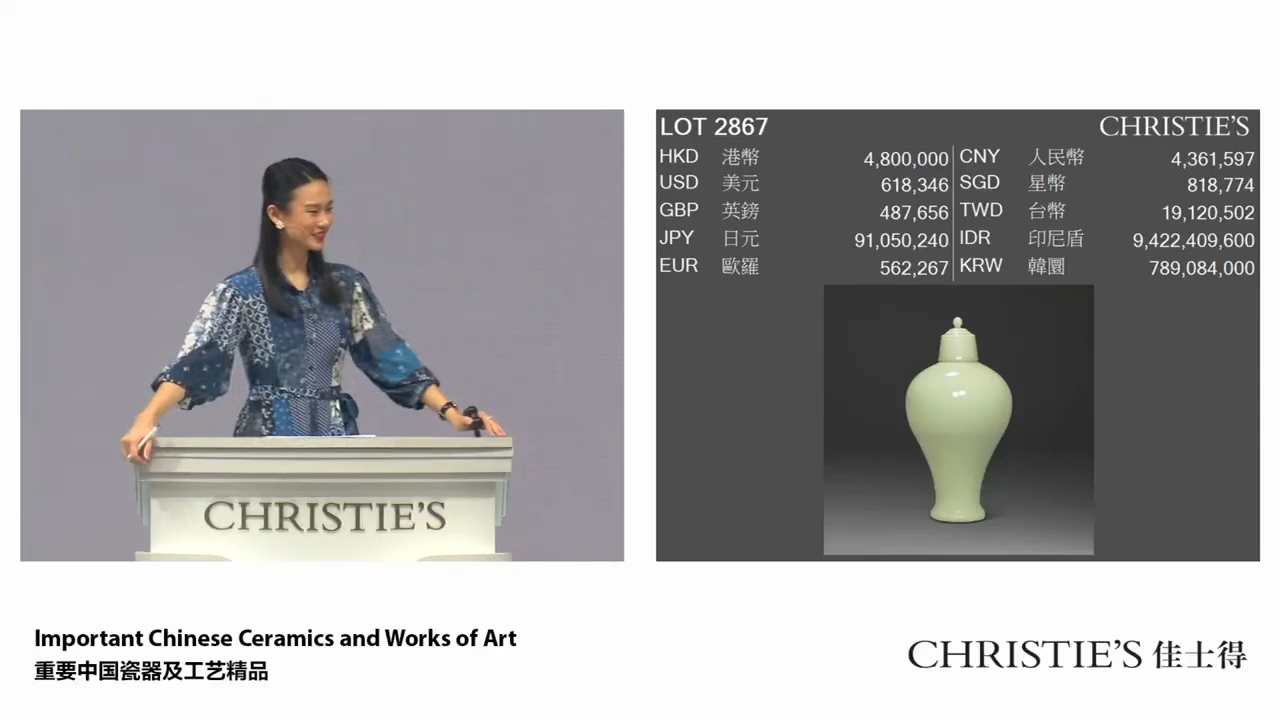 CHRISTIE'S
LOT 2867 CHRISTIE'S
HKD 港幣 4,800,000 CNY 人民幣 4,361,597
USD 美元 618,346 SGD 星幣 818,774
GBP 英鎊 487,656 TWD 台幣 19,120,502
JPY 日元 91,050,240 IDR 印尼盾 9,422,409,600
EUR 歐羅 562,267 KRW 韓圜 789,084,000
Important Chinese Ceramics and Works of Art
重要中国瓷器及工艺精品
CHRISTIE'S 佳士得